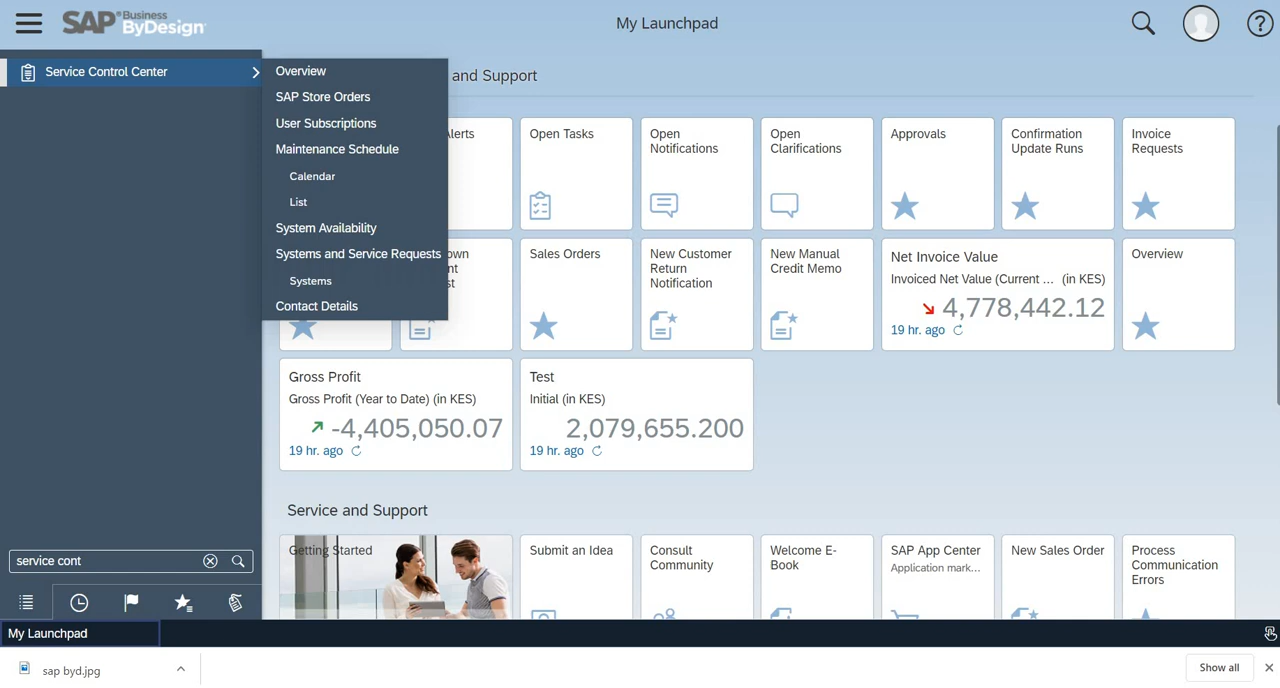 SAP Business
ByDesign
My Launchpad
Service Control Center
Overview
SAP Store Orders
User Subscriptions
Maintenance Schedule
Calendar
List
System Availability
Systems and Service Requests
Systems
Contact Details
and Support
Open Tasks
Open
Notifications
Open
Clarifications
Approvals
Confirmation
Update Runs
Invoice
Requests
Sales Orders
New Customer
Return
Notification
New Manual
Credit Memo
Net Invoice Value
Invoiced Net Value (Current ... (in KES)
4,778,442.12
19 hr. ago
Overview
Gross Profit
Gross Profit (Year to Date) (in KES)
-4,405,050.07
19 hr. ago
Test
Initial (in KES)
2,079,655.200
19 hr. ago
Service and Support
Getting Started
Submit an Idea
Consult
Community
Welcome E-
Book
SAP App Center
Application mark...
New Sales Order
Process
Communication
Errors
service cont
My Launchpad
sap byd.jpg
Show all